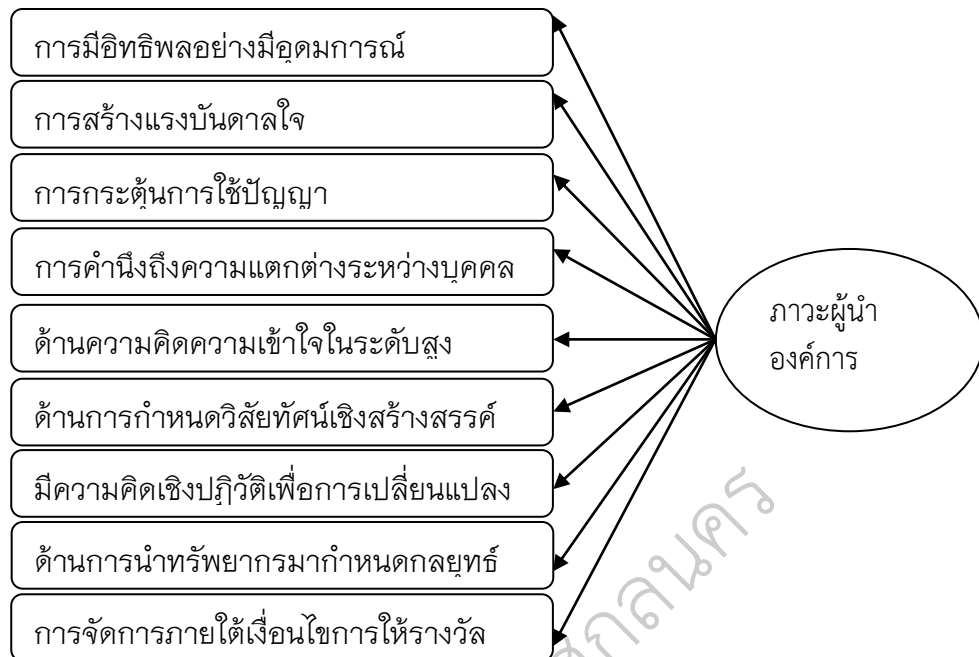 การมีอิทธิพลอย่างมีอุดมการณ์
การสร้างแรงบันดาลใจ
การกระตุ้นการใช้ปัญญา
การคำนึงถึงความแตกต่างระหว่างบุคคล
ด้านความคิดความเข้าใจในระดับสูง
ด้านการกำหนดวิสัยทัศน์เชิงสร้างสรรค์
มีความคิดเชิงปฏิวัติเพื่อการเปลี่ยนแปลง
ด้านการนำทรัพยากรมากำหนดกลยุทธ์
การจัดการภายใต้เงื่อนไขการให้รางวัล
ภาวะผู้นำ
องค์การ